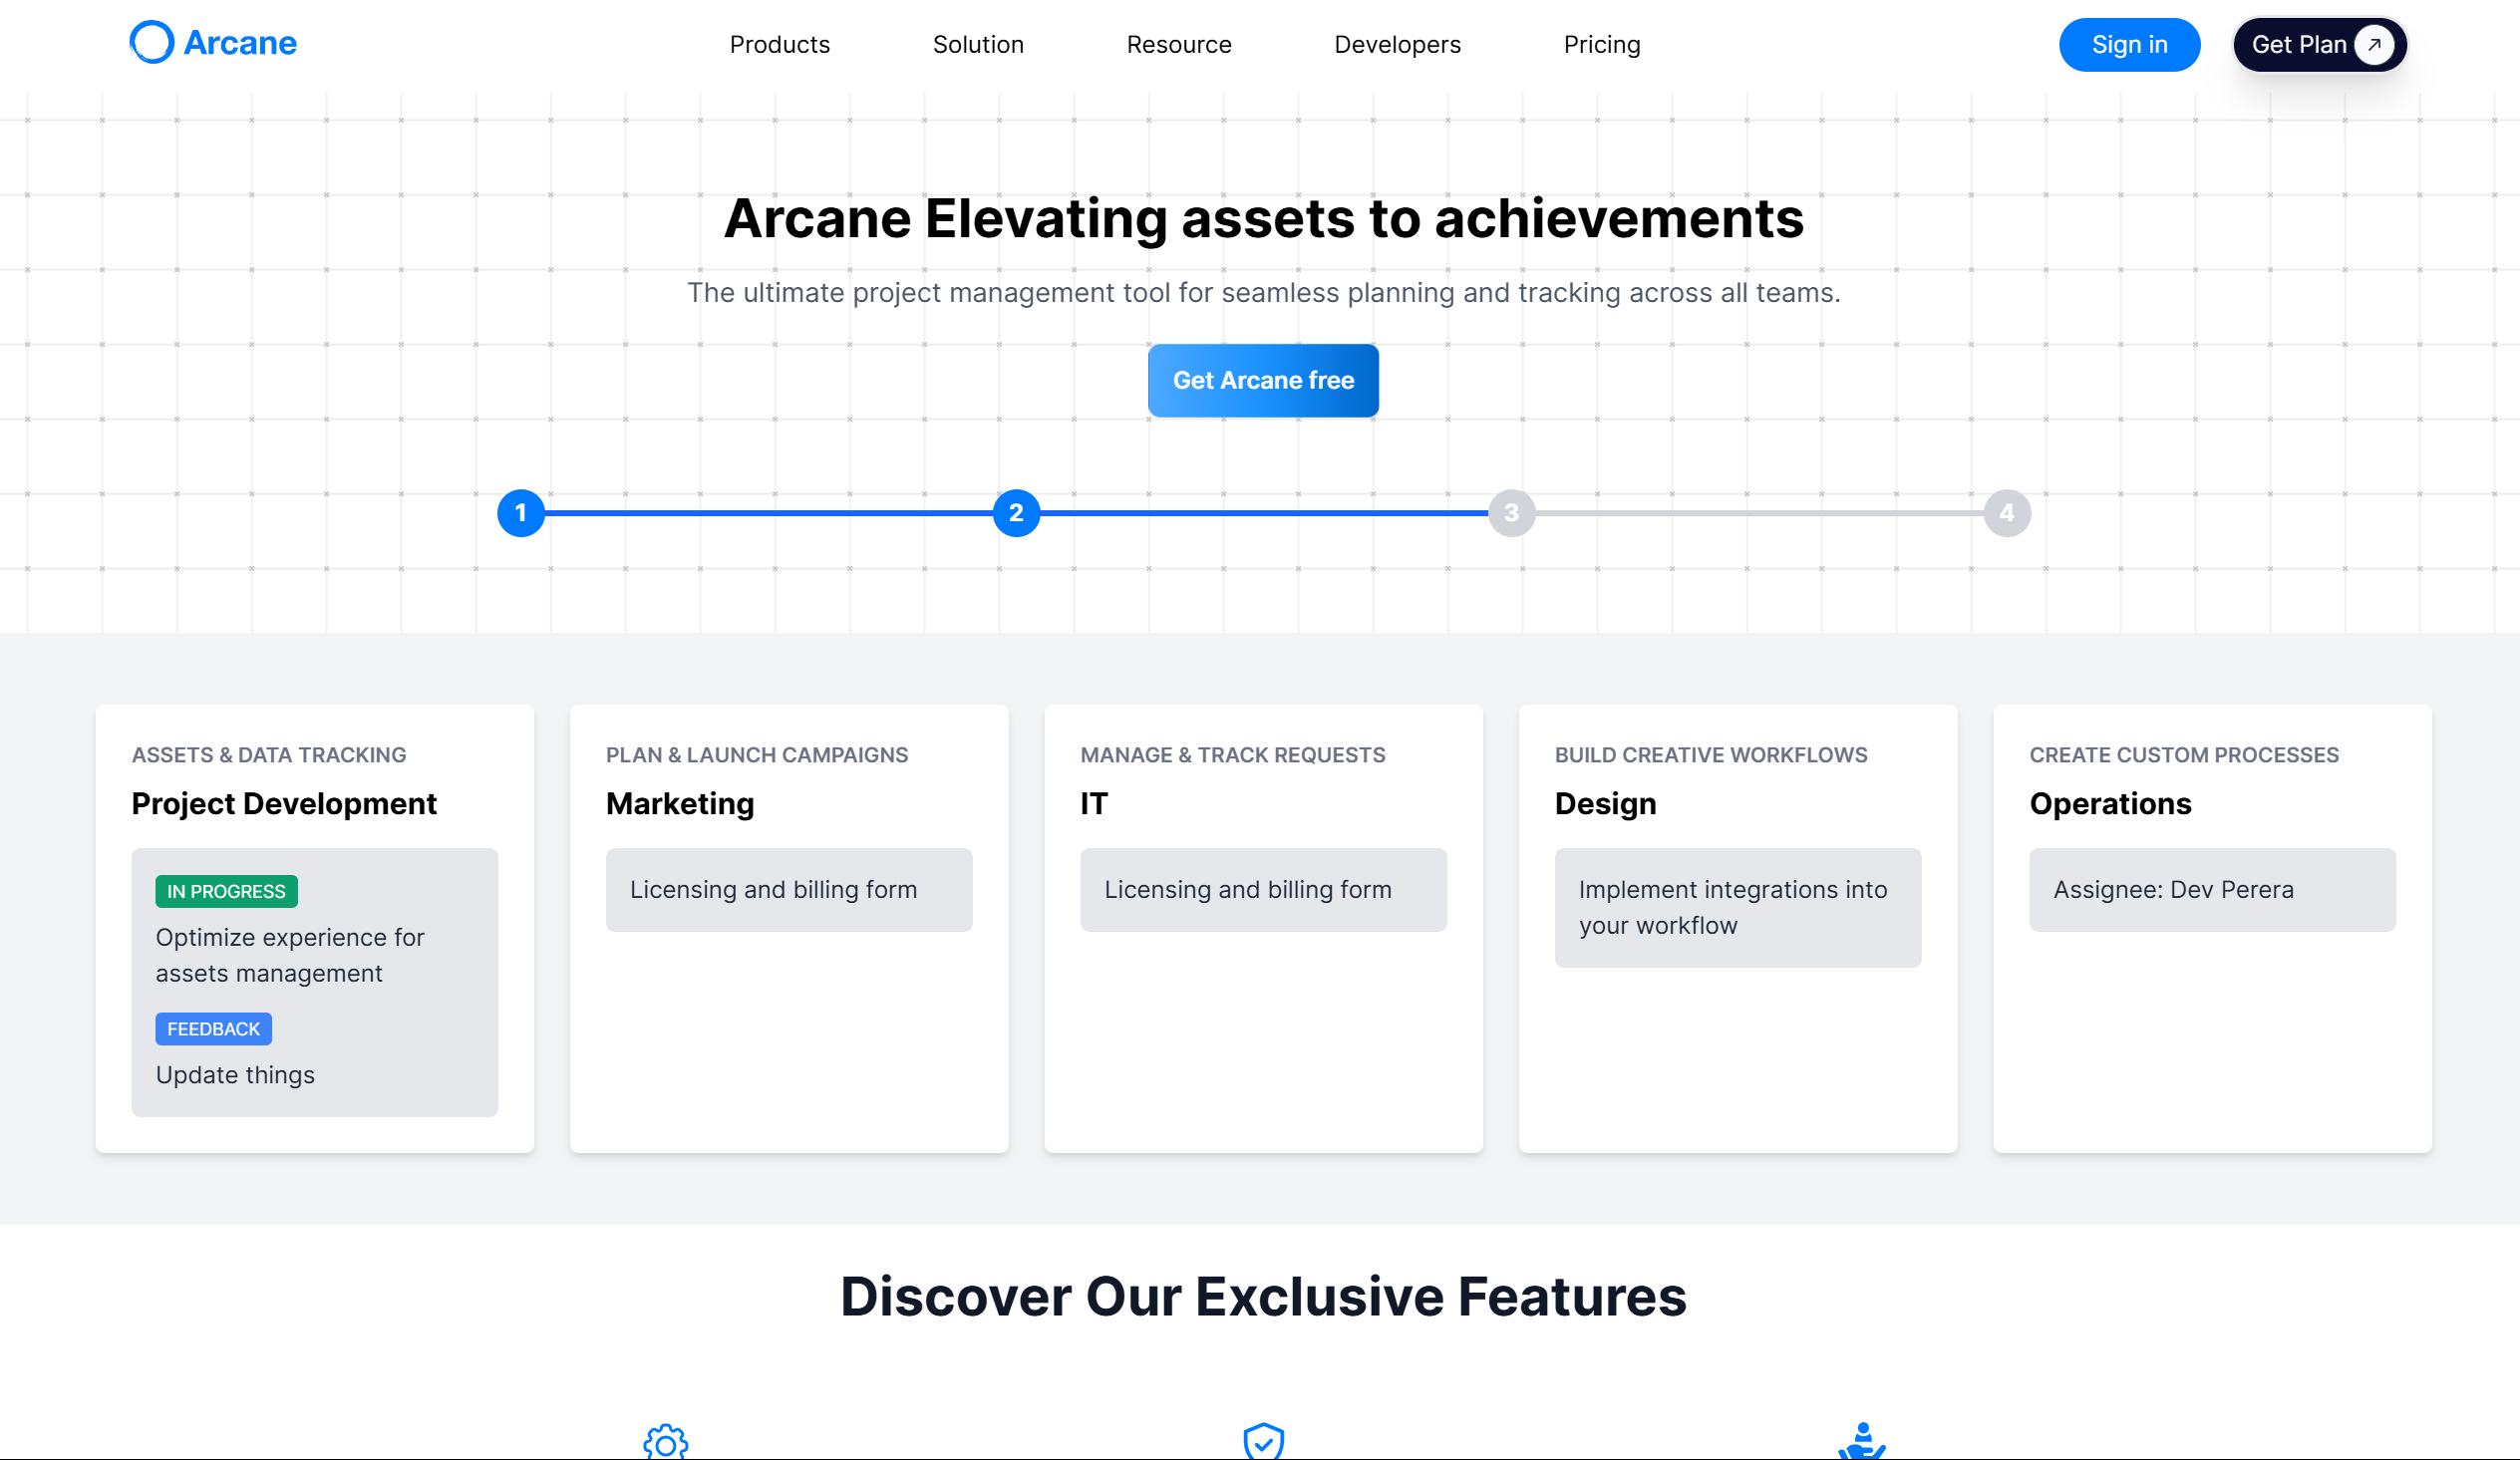 Arcane
Products
Solution
Resource
Developers
Pricing
Sign in
Get Plan
Arcane Elevating assets to achievements
The ultimate project management tool for seamless planning and tracking across all teams.
Get Arcane free
1
2
3
4
ASSETS & DATA TRACKING
Project Development
IN PROGRESS
Optimize experience for
assets management
FEEDBACK
Update things
PLAN & LAUNCH CAMPAIGNS
Marketing
Licensing and billing form
MANAGE & TRACK REQUESTS
IT
Licensing and billing form
BUILD CREATIVE WORKFLOWS
Design
Implement integrations into
your workflow
CREATE CUSTOM PROCESSES
Operations
Assignee: Dev Perera
Discover Our Exclusive Features